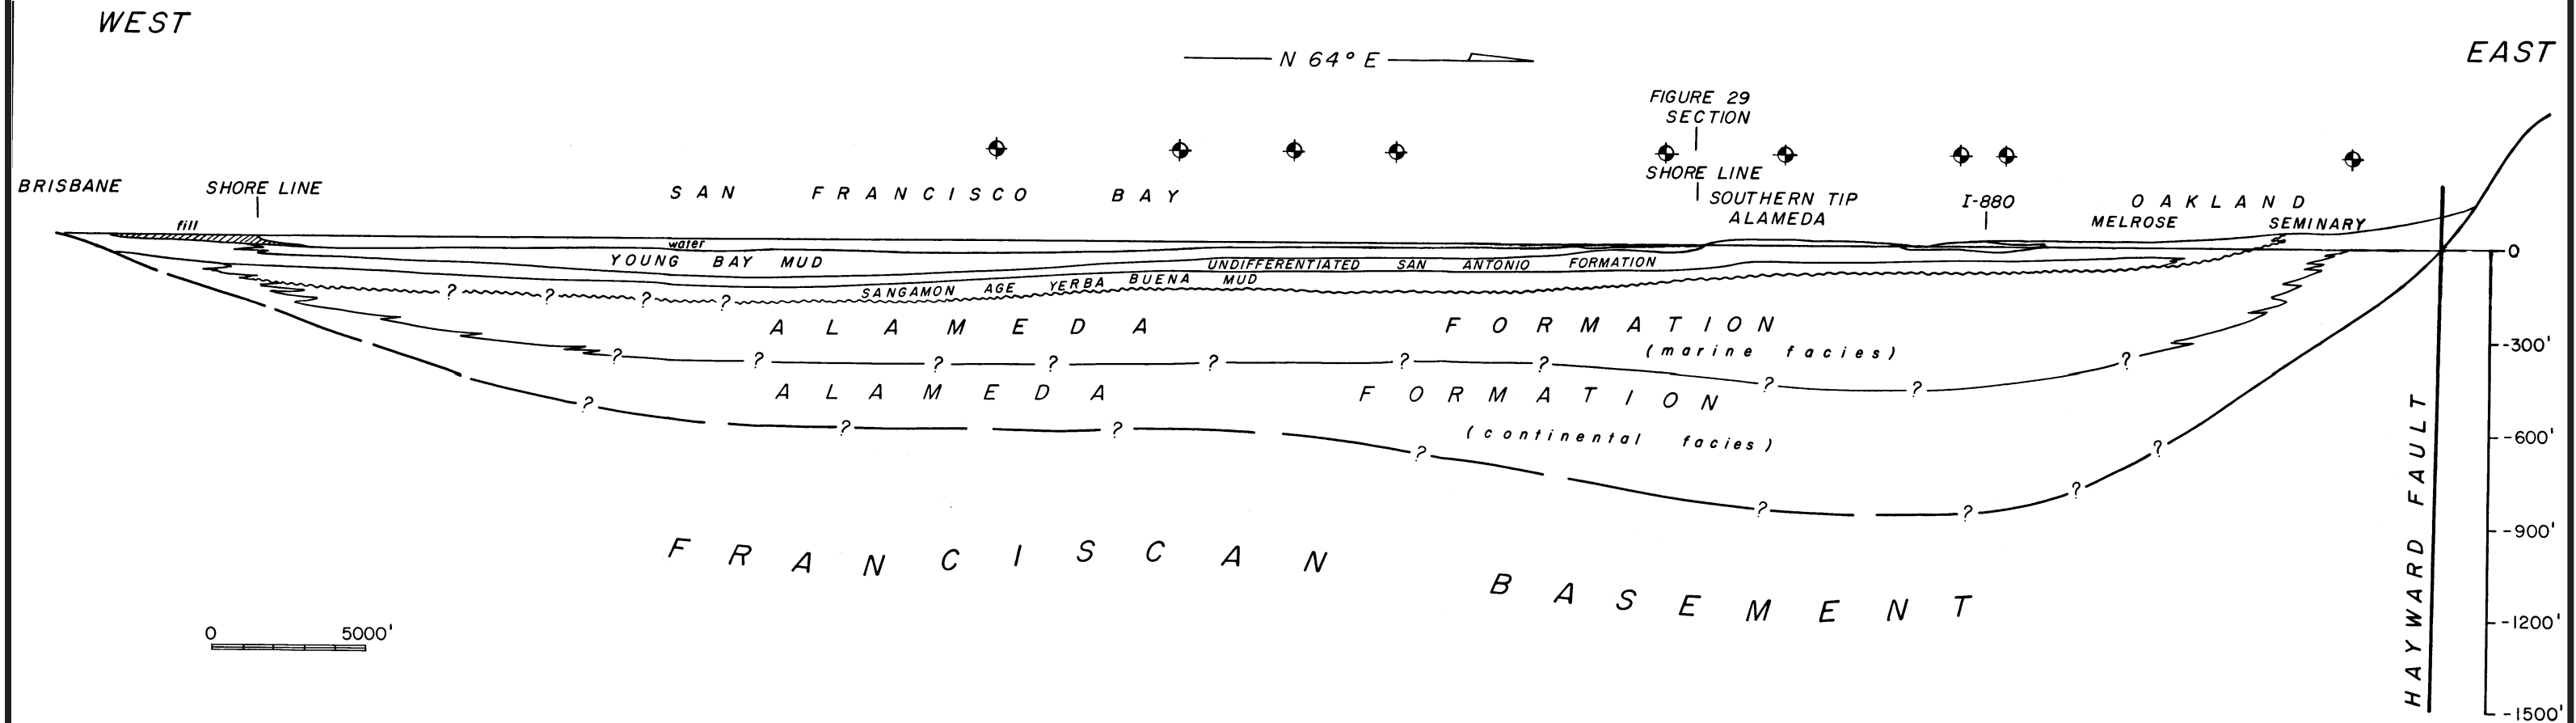 WEST
EAST
N 64° E
FIGURE 29
SECTION
SHORE LINE
BRISBANE
SHORE LINE
SAN FRANCISCO BAY
SOUTHERN TIP
ALAMEDA
I-880
OAKLAND
MELROSE
SEMINARY
fill
water
YOUNG BAY MUD
UNDIFFERENTIATED SAN ANTONIO FORMATION
SANGAMON AGE YERBA BUENA MUD
? ? ? ?
ALAMEDA FORMATION
(marine facies)
? ? ? ? ? ? ? ? ? ?
ALAMEDA FORMATION
(continental facies)
? ? ? ? ? ? ? ?
FRANCISCAN BASEMENT
HAYWARD FAULT
0
-300'
-600'
-900'
-1200'
-1500'
0 5000'